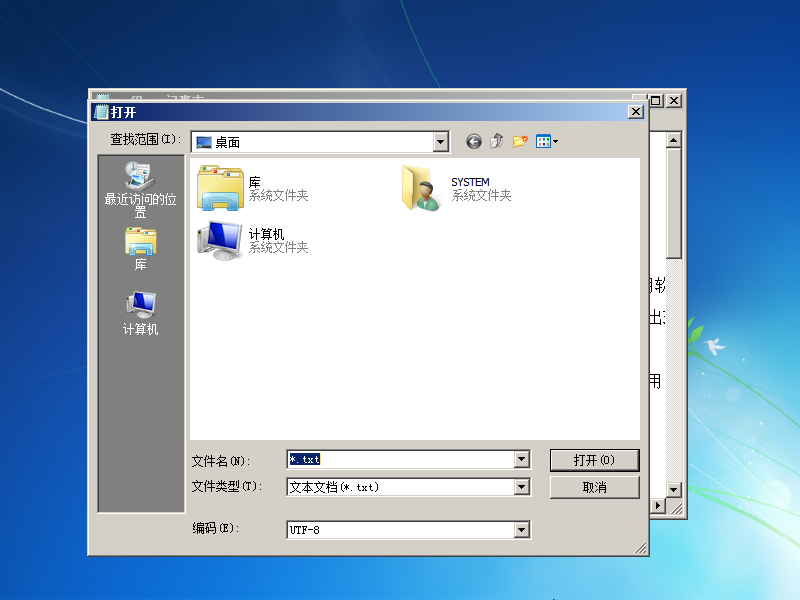 打开
查找范围(I):
桌面
最近访问的位
置
库
计算机
库
系统文件夹
SYSTEM
系统文件夹
计算机
系统文件夹
文件名(N):
*.txt
打开(O)
文件类型(T):
文本文档(*.txt)
取消
编码(E):
UTF-8
用